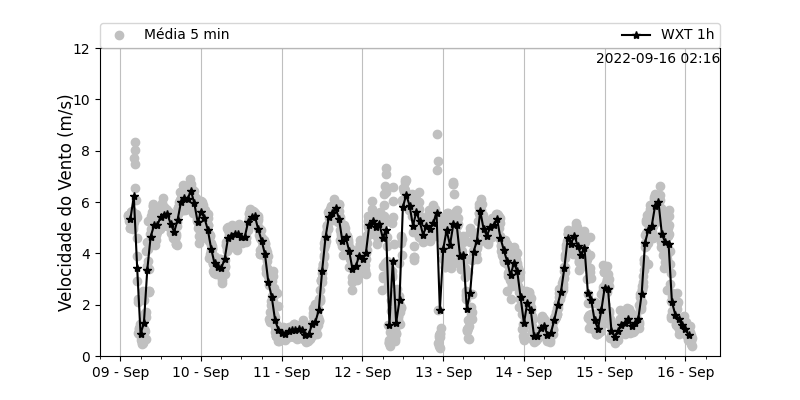 Média 5 min
WXT 1h
2022-09-16 02:16
Velocidade do Vento (m/s)
12
10
8
6
4
2
0
09 - Sep
10 - Sep
11 - Sep
12 - Sep
13 - Sep
14 - Sep
15 - Sep
16 - Sep